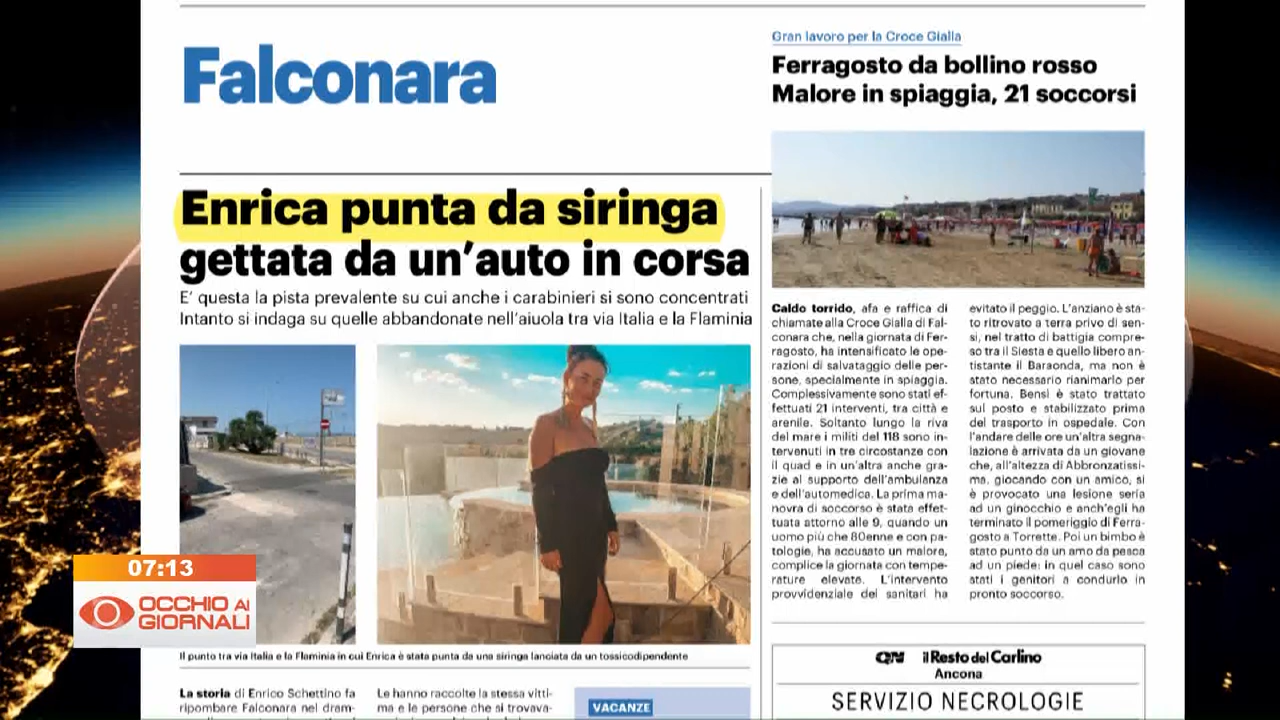 Falconara
Enrica punta da siringa
gettata da un'auto in corsa
E' questa la pista prevalente su cui anche i carabinieri si sono concentrati
Intanto si indaga su quelle abbandonate nell'aiuola tra via Italia e la Flaminia
Il punto tra via Italia e la Flaminia in cui Enrica è stata punta da una siringa lanciata da un tossicodipendente
La storia di Enrico Schettino fa
ripombare Falconara nel dram-
Le hanno raccolte la stessa vitti-
ma e le persone che si trovava-
VACANZE
Gran lavoro per la Croce Gialla
Ferragosto da bollino rosso
Malore in spiaggia, 21 soccorsi
Caldo torrido, afa e raffica di
chiamate alla Croce Gialla di Fal-
conara che, nella giornata di Fer-
ragosto, ha intensificato le ope-
razioni di salvataggio delle per-
sone, specialmente in spiaggia.
Complessivamente sono stati ef-
fettuati 21 interventi, tra città e
arenile. Soltanto lungo la riva
del mare i militi del 118 sono in-
tervenuti in tre circostanze con
il quad e in un'altra anche gra-
zie al supporto dell'ambulanza
e dell'automedica. La prima ma-
novra di soccorso è stata effet-
tuata attorno alle 9, quando un
uomo più che 80enne e con pa-
tologie, ha accusato un malore,
complice la giornata con tempe-
rature elevate. L'intervento
provvidenziale dei sanitari ha
evitato il peggio. L'anziano è sta-
to ritrovato a terra privo di sen-
si, nel tratto di battigia compre-
so tra il Siesta e quello libero an-
tistante il Baraonda, ma non è
stato necessario rianimarlo per
fortuna. Bensì è stato trattato
sul posto e stabilizzato prima
del trasporto in ospedale. Con
l'andare delle ore un'altra segna-
lazione è arrivata da un giovane
che, all'altezza di Abbronzatissi-
ma, giocando con un amico, si
è provocato una lesione seria
ad un ginocchio e anch'egli ha
terminato il pomeriggio di Ferra-
gosto a Torrette. Poi un bimbo è
stato punto da un amo da pesca
ad un piede: in quel caso sono
stati i genitori a condurlo in
pronto soccorso.
QN il Resto del Carlino
Ancona
SERVIZIO NECROLOGIE
07:13
OCCHIO AI
GIORNALI